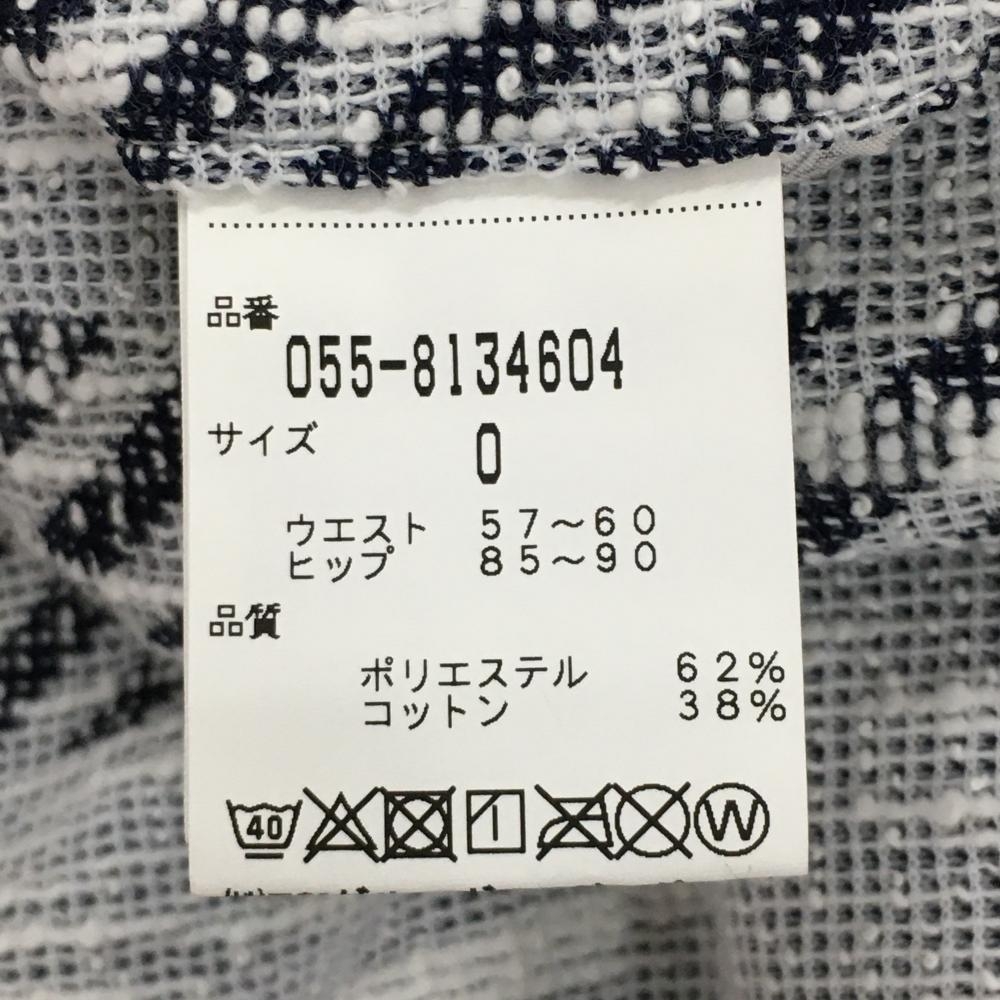 品番
055-8134604
サイズ 0
ウエスト 57～60
ヒップ 85～90
品質
ポリエステル 62%
コットン 38%
40
W